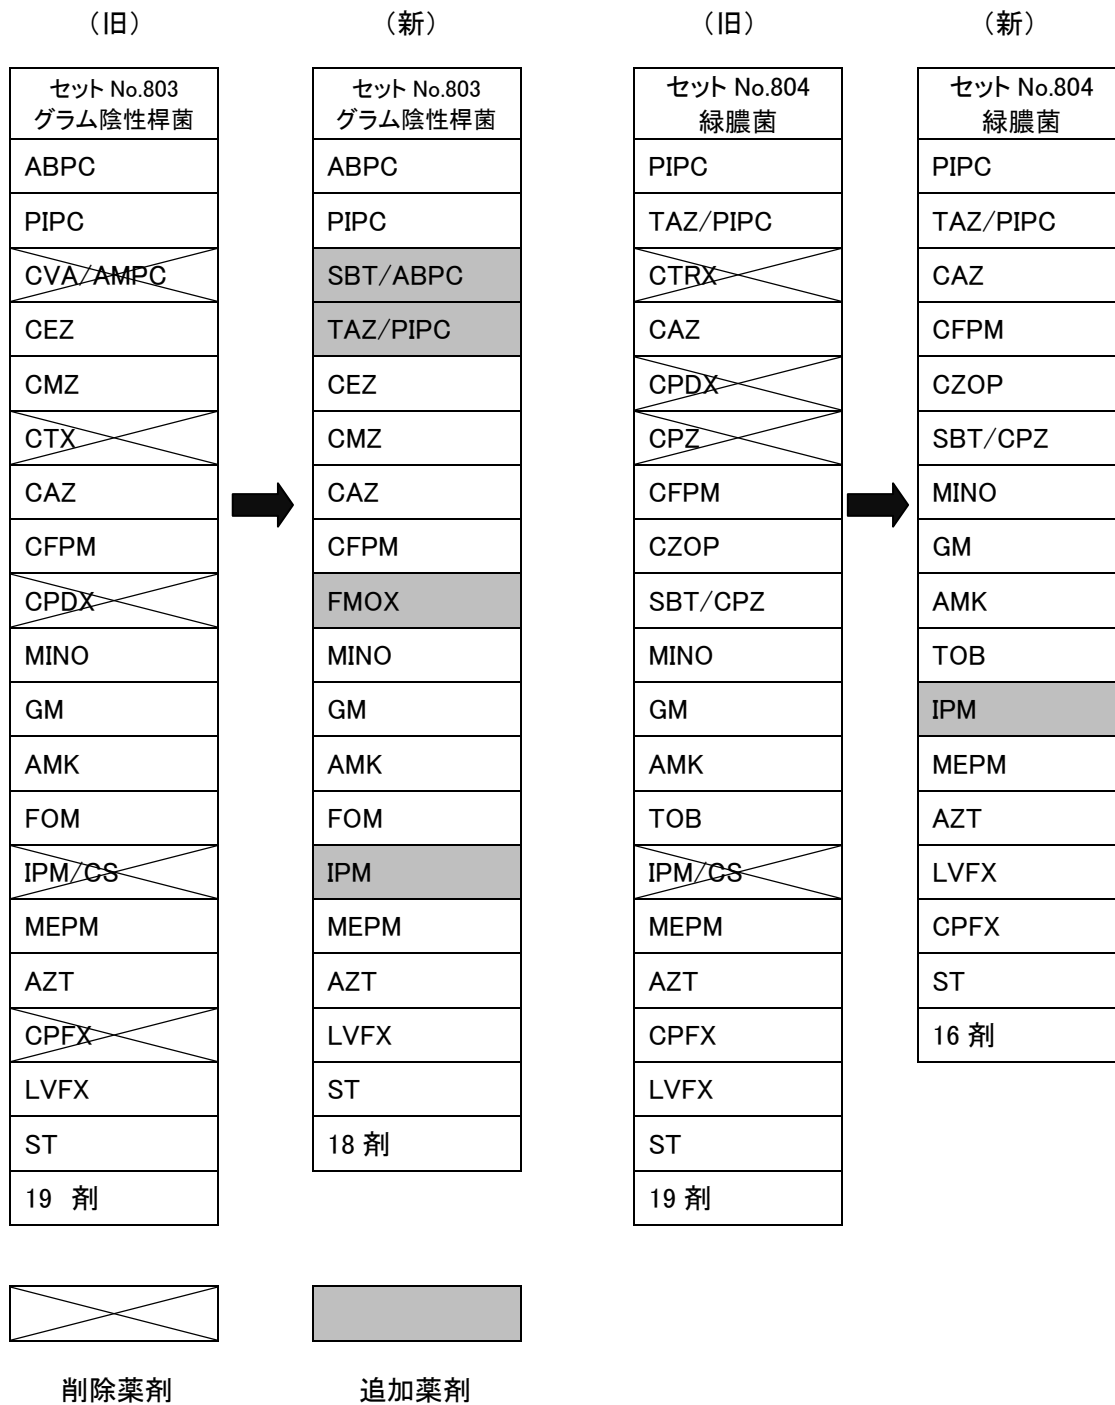 （旧）
セット No.803
グラム陰性桿菌
ABPC
PIPC
CVA/AMPC
CEZ
CMZ
CTX
CAZ
CFPM
CPDX
MINO
GM
AMK
FOM
IPM/CS
MEPM
AZT
CPFX
LVFX
ST
19 剤
（新）
セット No.803
グラム陰性桿菌
ABPC
PIPC
SBT/ABPC
TAZ/PIPC
CEZ
CMZ
CAZ
CFPM
FMOX
MINO
GM
AMK
FOM
IPM
MEPM
AZT
LVFX
ST
18 剤
（旧）
セット No.804
緑膿菌
PIPC
TAZ/PIPC
CTRX
CAZ
CPDX
CPZ
CFPM
CZOP
SBT/CPZ
MINO
GM
AMK
TOB
IPM/CS
MEPM
AZT
CPFX
LVFX
ST
19 剤
（新）
セット No.804
緑膿菌
PIPC
TAZ/PIPC
CAZ
CFPM
CZOP
SBT/CPZ
MINO
GM
AMK
TOB
IPM
MEPM
AZT
LVFX
CPFX
ST
16 剤
削除薬剤
追加薬剤